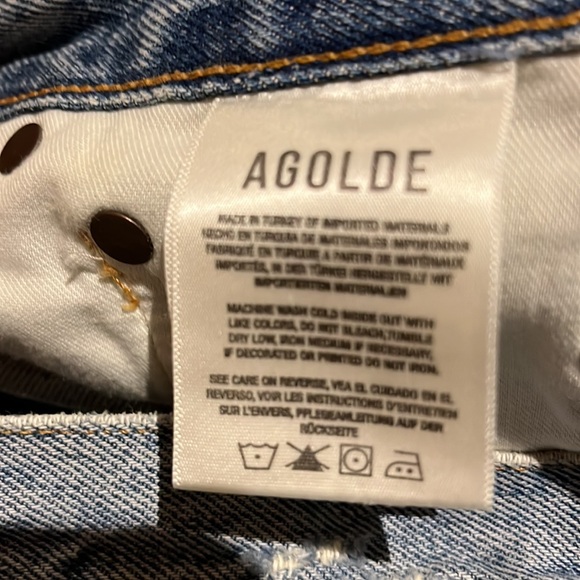 AGOLDE
MADE IN TURKEY OF IMPORTED MATERIALS
HECHO EN TURQUIA DE MATERIALES IMPORTADOS
FABRIQUÉ EN TURQUIE A PARTIR DE MATÉRIAUX
IMPORTÉS, IN DER TÜRKEI HERGESTELLT MIT
IMPORTIERTEN MATERIALIEN
MACHINE WASH COLD INSIDE OUT WITH
LIKE COLORS, DO NOT BLEACH, TUMBLE
DRY LOW, IRON MEDIUM IF NECESSARY,
IF DECORATED OR PRINTED DO NOT IRON.
SEE CARE ON REVERSE, VEA EL CUIDADO EN EL
REVERSO, VOIR LES INSTRUCTIONS D'ENTRETIEN
SUR L'ENVERS, PFLEGEANLEITUNG AUF DER
RÜCKSEITE